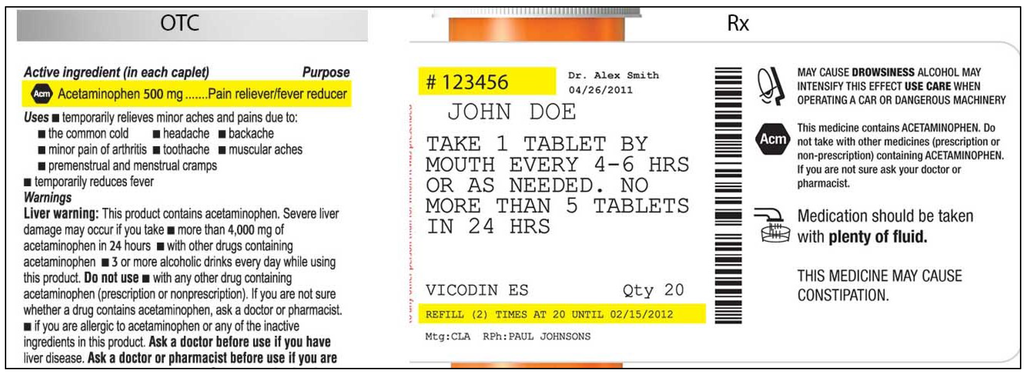 OTC
Active ingredient (in each caplet) Purpose
Acm Acetaminophen 500 mg.......Pain reliever/fever reducer
Uses ■ temporarily relieves minor aches and pains due to:
■ the common cold ■ headache ■ backache
■ minor pain of arthritis ■ toothache ■ muscular aches
■ premenstrual and menstrual cramps
■ temporarily reduces fever
Warnings
Liver warning: This product contains acetaminophen. Severe liver
damage may occur if you take ■ more than 4,000 mg of
acetaminophen in 24 hours ■ with other drugs containing
acetaminophen ■ 3 or more alcoholic drinks every day while using
this product. Do not use ■ with any other drug containing
acetaminophen (prescription or nonprescription). If you are not sure
whether a drug contains acetaminophen, ask a doctor or pharmacist.
■ if you are allergic to acetaminophen or any of the inactive
ingredients in this product. Ask a doctor before use if you have
liver disease. Ask a doctor or pharmacist before use if you are
Rx
# 123456
Dr. Alex Smith
04/26/2011
JOHN DOE
TAKE 1 TABLET BY
MOUTH EVERY 4-6 HRS
OR AS NEEDED. NO
MORE THAN 5 TABLETS
IN 24 HRS
VICODIN ES Qty 20
REFILL (2) TIMES AT 20 UNTIL 02/15/2012
Mtg:CLA RPh:PAUL JOHNSONS
MAY CAUSE DROWSINESS ALCOHOL MAY
INTENSIFY THIS EFFECT USE CARE WHEN
OPERATING A CAR OR DANGEROUS MACHINERY
Acm
This medicine contains ACETAMINOPHEN. Do
not take with other medicines (prescription or
non-prescription) containing ACETAMINOPHEN.
If you are not sure ask your doctor or
pharmacist.
Medication should be taken
with plenty of fluid.
THIS MEDICINE MAY CAUSE
CONSTIPATION.